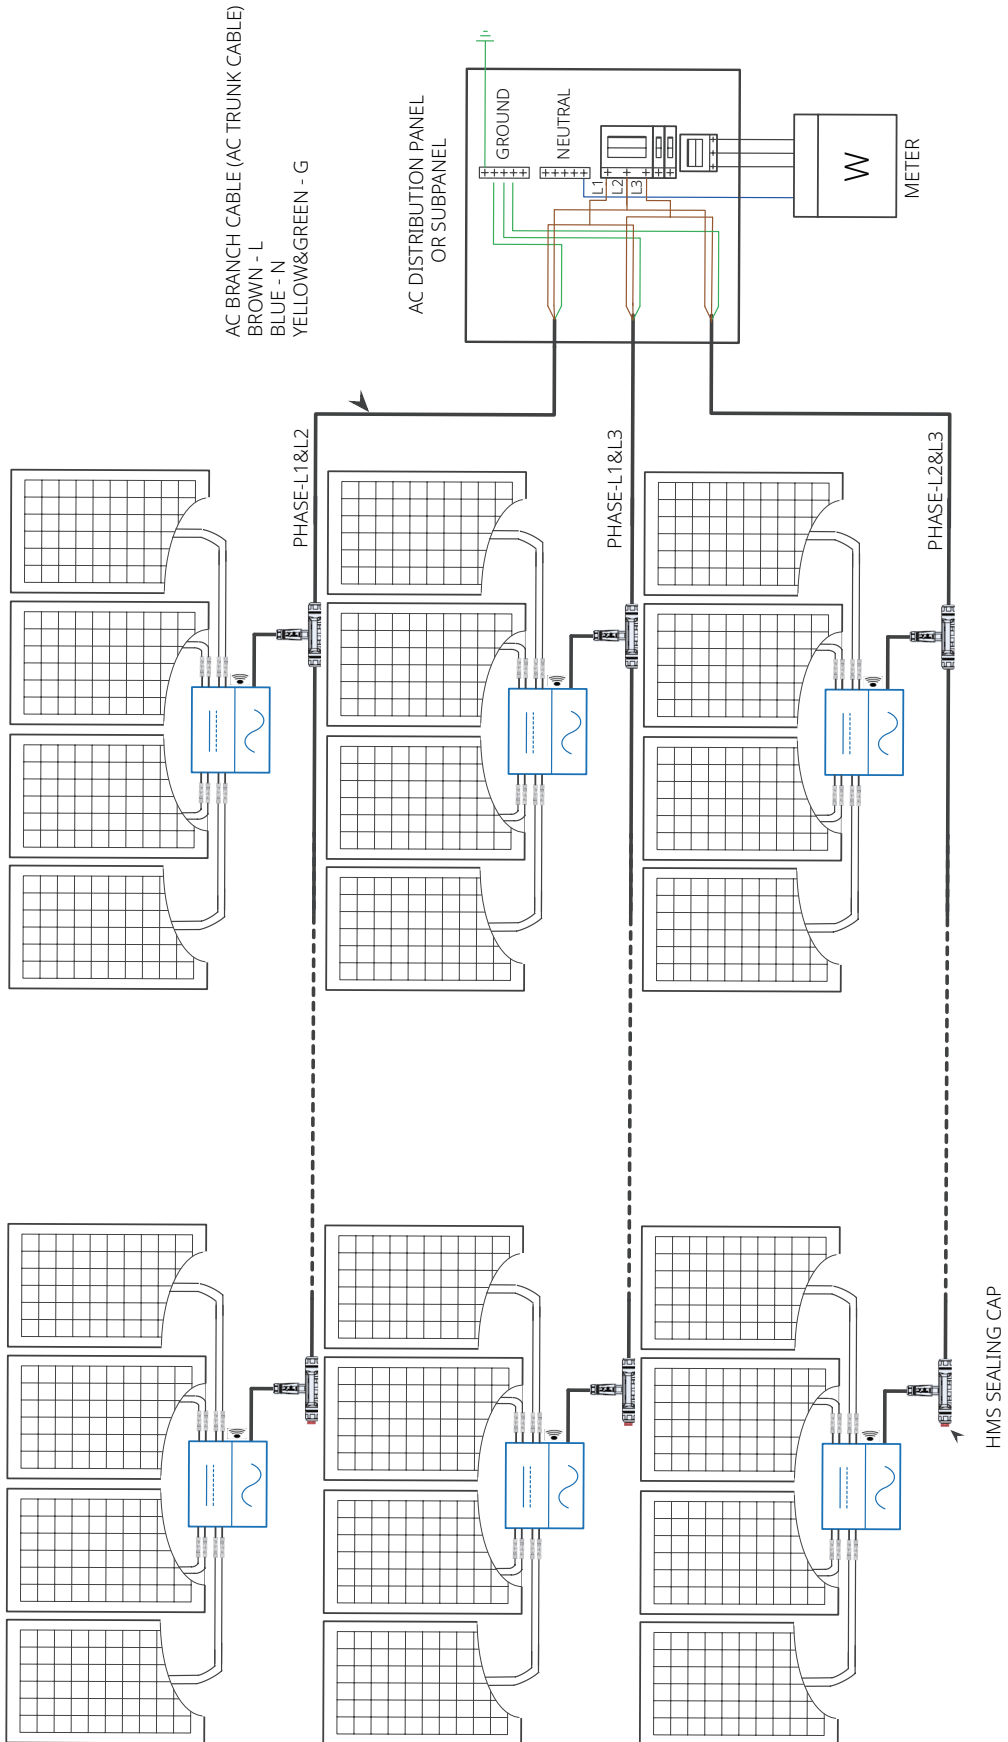 AC BRANCH CABLE (AC TRUNK CABLE)
BROWN - L
BLUE - N
YELLOW&GREEN - G
AC DISTRIBUTION PANEL
OR SUBPANEL
GROUND
NEUTRAL
L1
L2
L3
W
METER
PHASE-L1&L2
PHASE-L1&L3
PHASE-L2&L3
HMS SEALING CAP